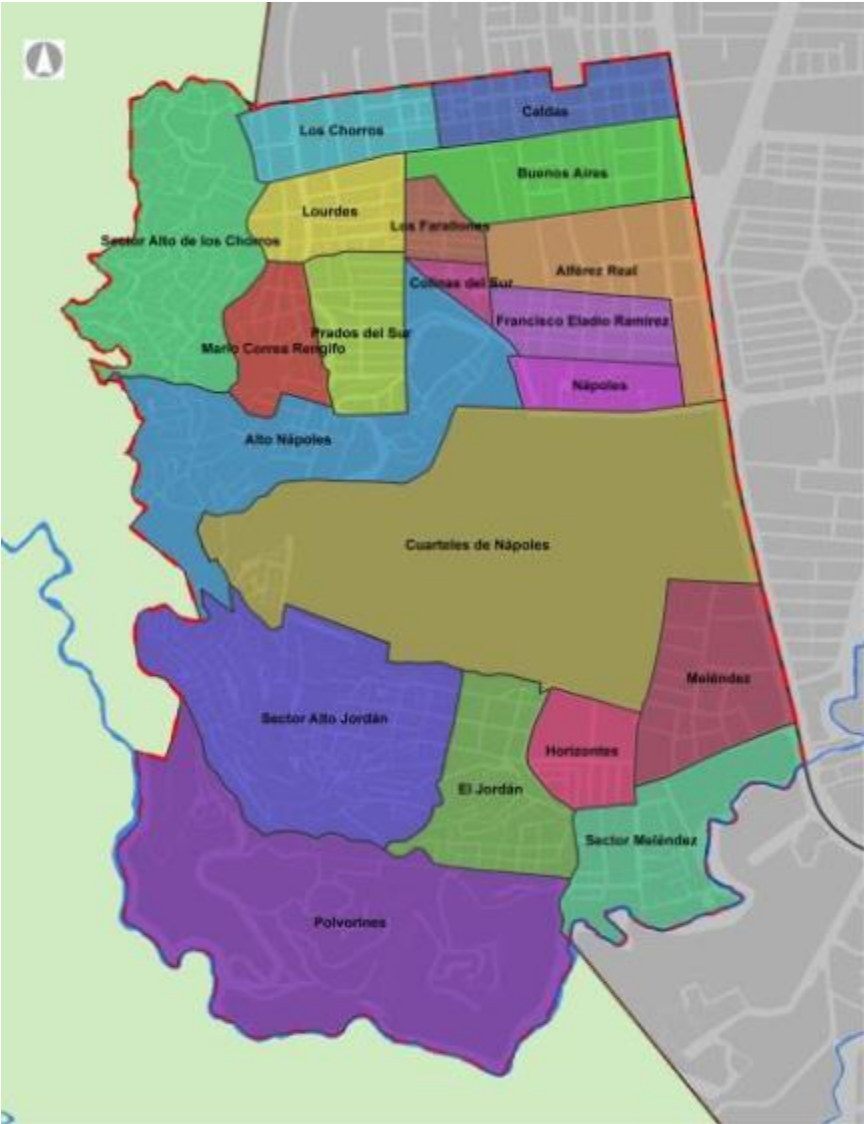 Caldas
Los Chorros
Buenos Aires
Lourdes
Los Farallones
Sector Alto de los Chorros
Alférez Real
Colinas del Sur
Francisco Eladio Ramirez
Prados del Sur
Mario Correa Rengifo
Nápoles
Alto Nápoles
Cuarteles de Nápoles
Meléndez
Sector Alto Jordán
Horizontes
El Jordán
Sector Meléndez
Polvorines